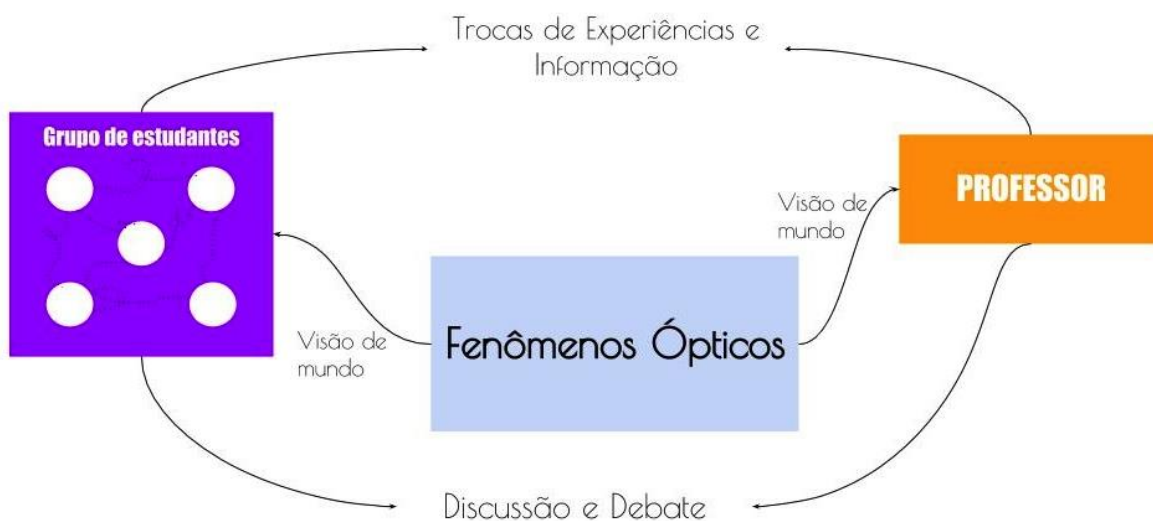 Trocas de Experiências e
Informação
Grupo de estudantes
PROFESSOR
Visão de
mundo
Fenômenos Ópticos
Visão de
mundo
Discussão e Debate